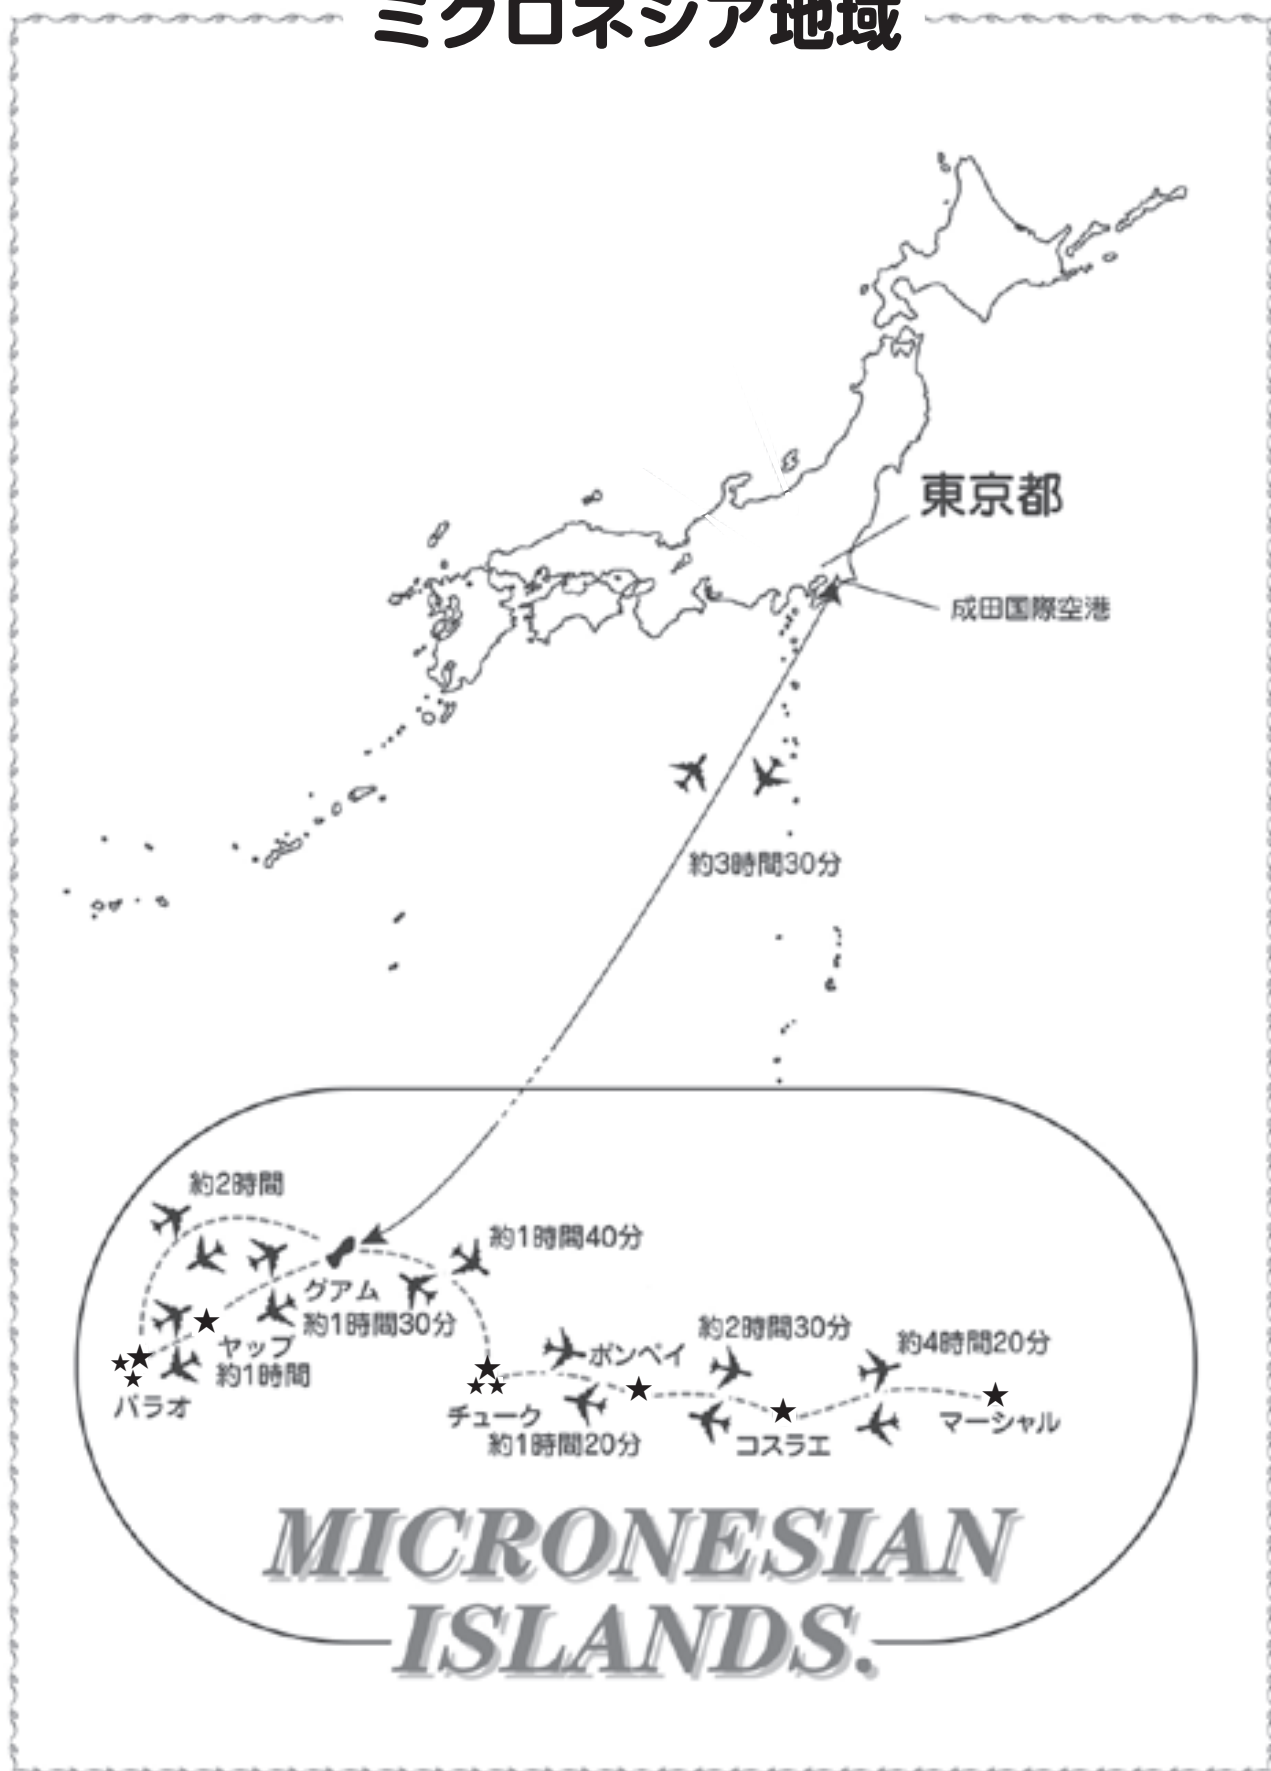 ミクロネシア地域
東京都
成田国際空港
約3時間30分
約2時間
約1時間40分
グアム
約1時間30分
ヤップ
約1時間
パラオ
チューク
約1時間20分
ポンペイ
約2時間30分
コスラエ
約4時間20分
マーシャル
MICRONESIAN
ISLANDS.